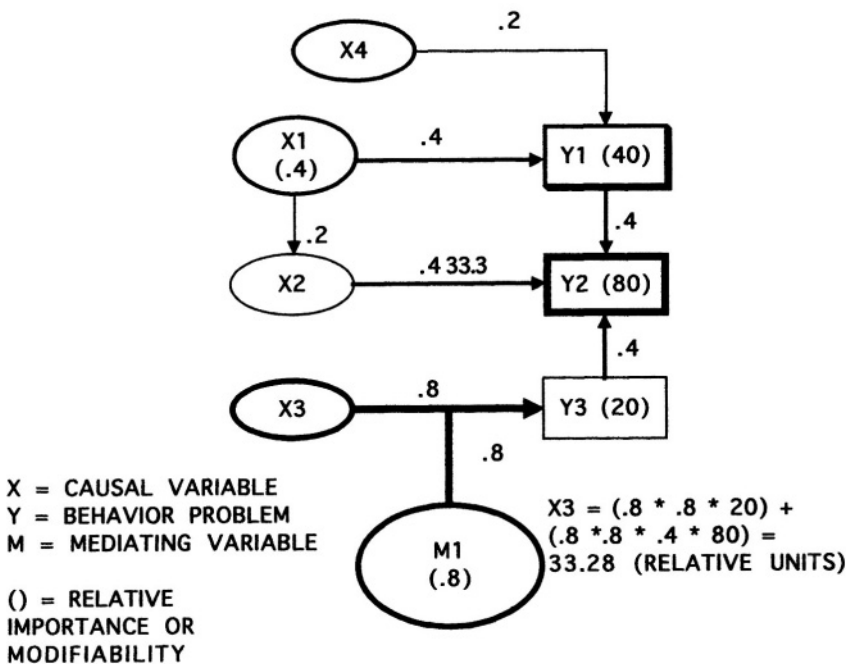 .2
X4
X1
(.4)
.4
Y1 (40)
.2
.4
X2
.4 33.3
Y2 (80)
.4
X3
.8
Y3 (20)
.8
X = CAUSAL VARIABLE
Y = BEHAVIOR PROBLEM
M = MEDIATING VARIABLE
() = RELATIVE
IMPORTANCE OR
MODIFIABILITY
M1
(.8)
X3 = (.8 * .8 * 20) +
(.8 *.8 * .4 * 80) =
33.28 (RELATIVE UNITS)